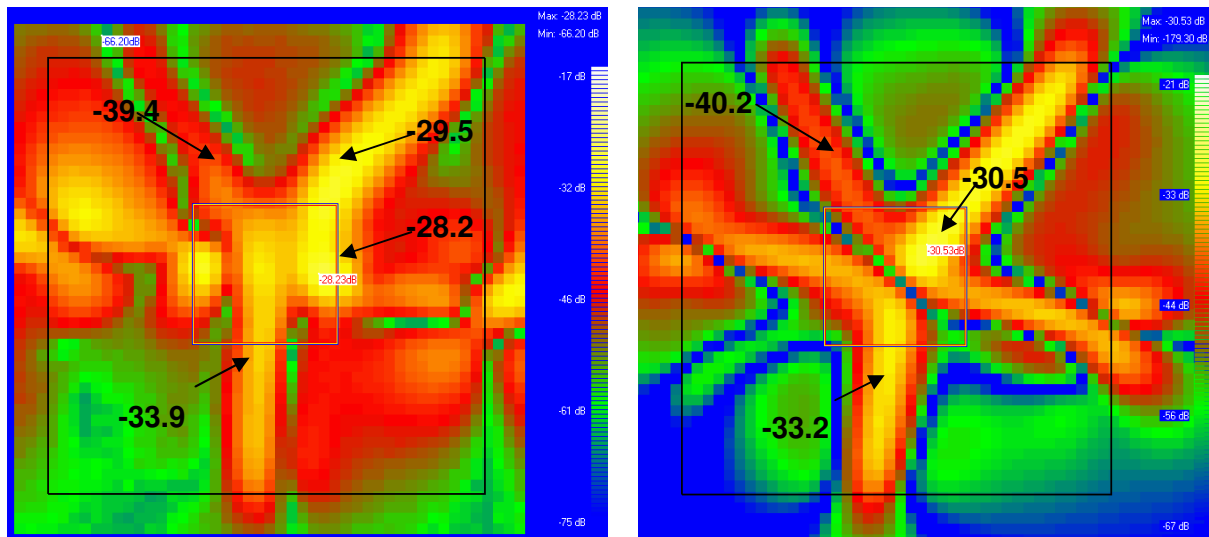 Max: -28.23 dB
Min: -66.20 dB
-66.20dB
-17 dB
-39.4
-29.5
-32 dB
-28.2
-28.23dB
-46 dB
-33.9
-61 dB
-75 dB
Max: -30.53 dB
Min: -179.30 dB
-21 dB
-40.2
-30.5
-33 dB
-30.53dB
-44 dB
-33.2
-56 dB
-67 dB